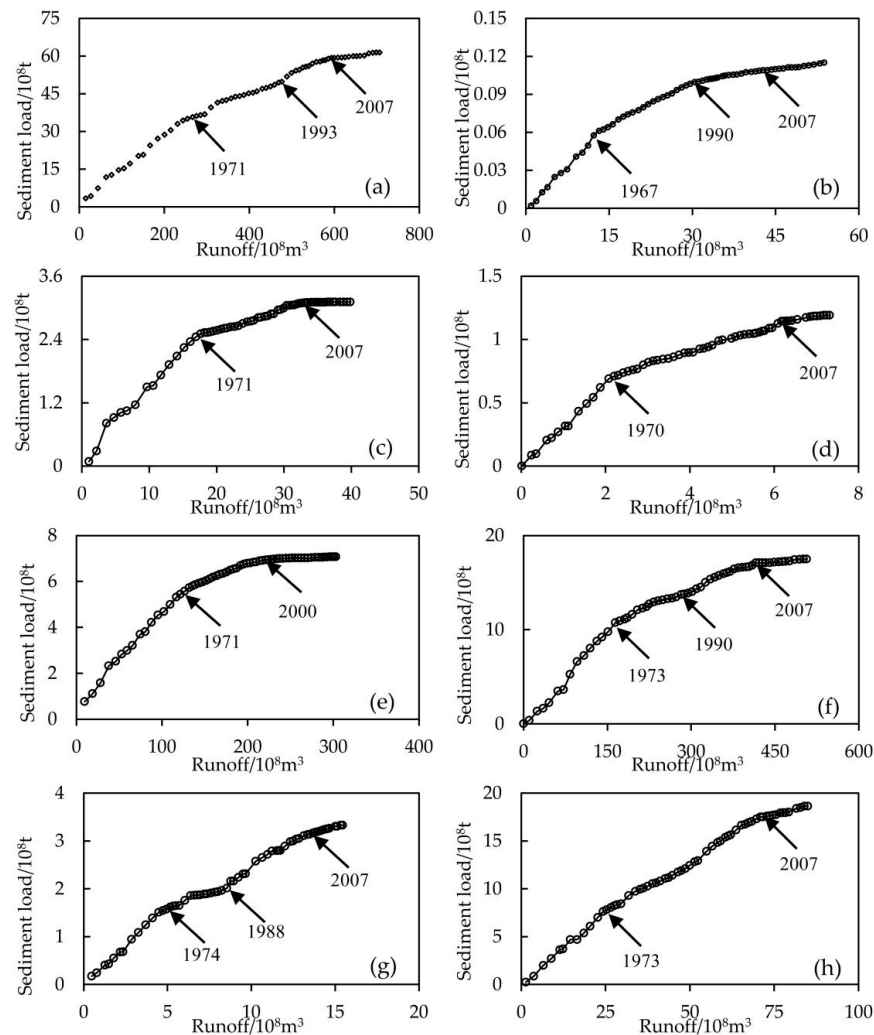 75
60
45
30
15
0
Sediment load/10⁸t
1971
1993
2007
(a)
0 200 400 600 800
Runoff/10⁸m³
0.15
0.12
0.09
0.06
0.03
0
Sediment load/10⁸t
1967
1990
2007
(b)
0 15 30 45 60
Runoff/10⁸m³
3.6
2.4
1.2
0
Sediment load/10⁸t
1971
2007
(c)
0 10 20 30 40 50
Runoff/10⁸m³
1.5
1
0.5
0
Sediment load/10⁸t
1970
2007
(d)
0 2 4 6 8
Runoff/10⁸m³
8
6
4
2
0
Sediment load/10⁸t
1971
2000
(e)
0 100 200 300 400
Runoff/10⁸m³
20
10
0
Sediment load/10⁸t
1973
1990
2007
(f)
0 150 300 450 600
Runoff/10⁸m³
4
3
2
1
0
Sediment load/10⁸t
1974
1988
2007
(g)
0 5 10 15 20
Runoff/10⁸m³
20
15
10
5
0
Sediment load/10⁸t
1973
2007
(h)
0 25 50 75 100
Runoff/10⁸m³